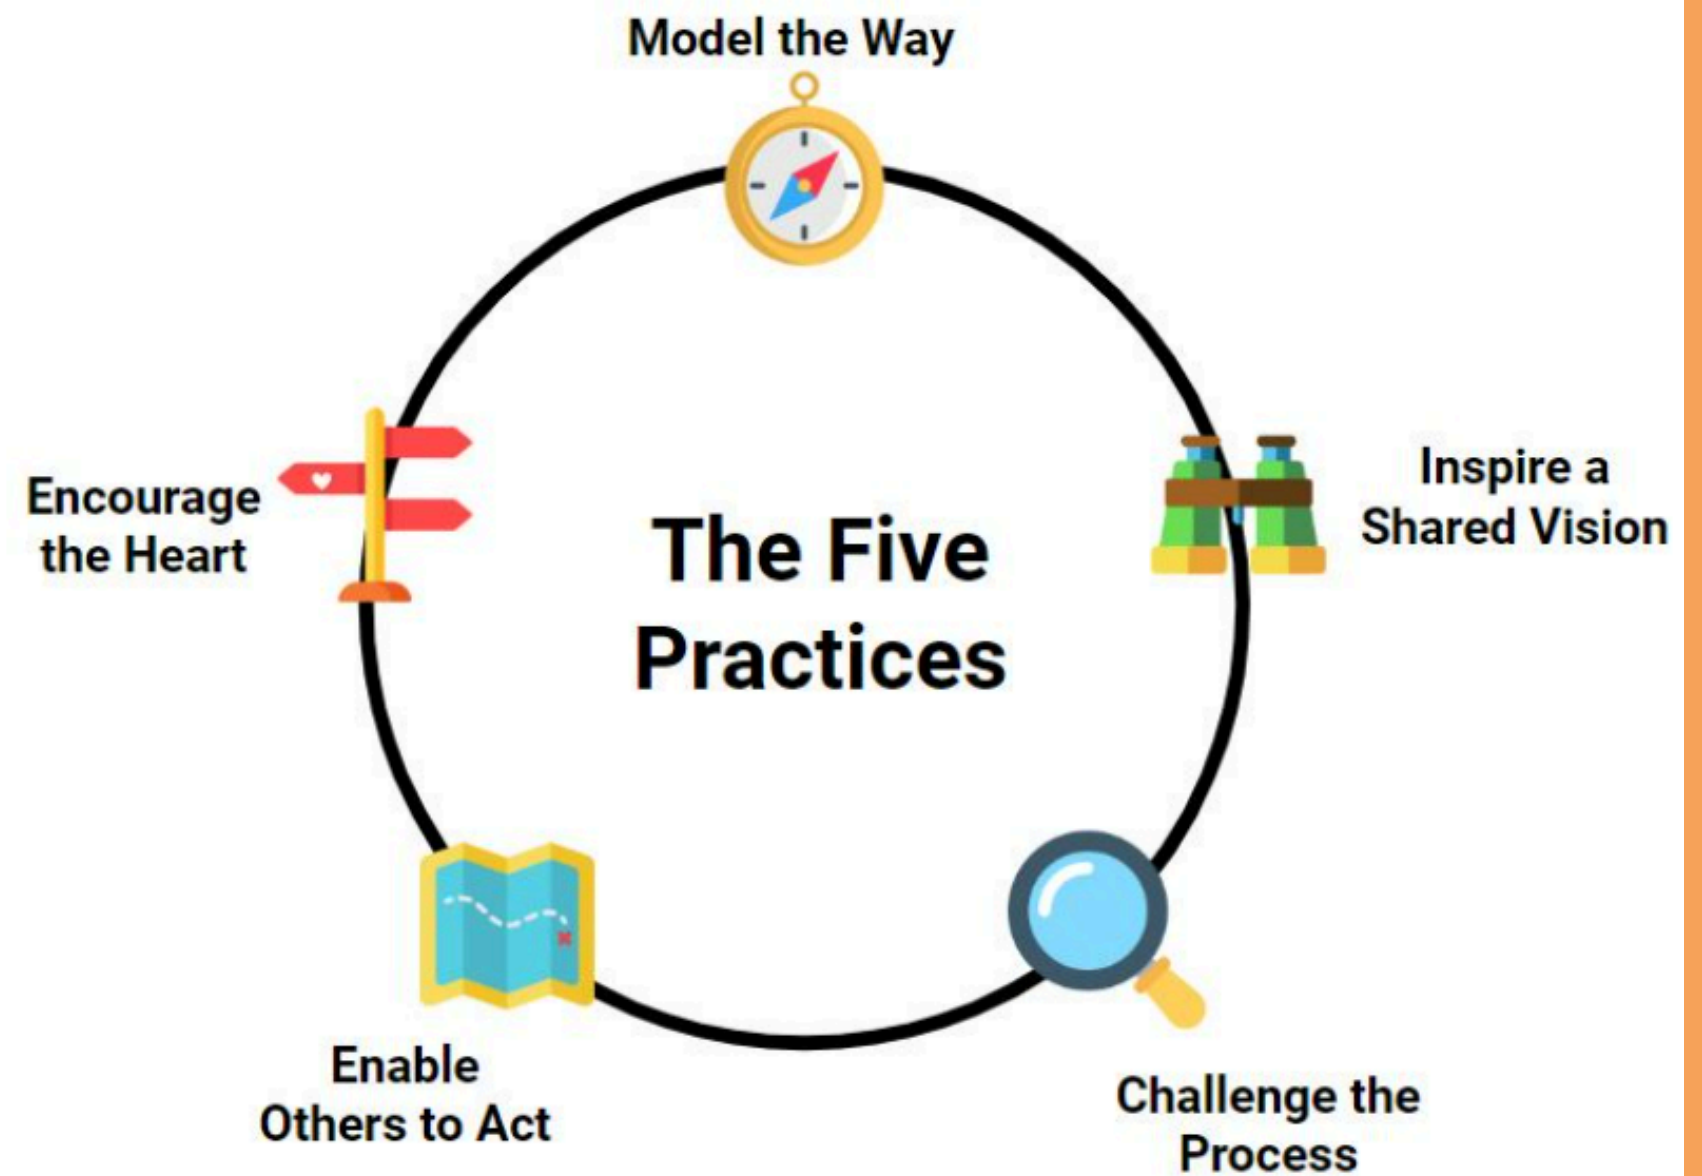 Model the Way
Inspire a
Shared Vision
Encourage
the Heart
The Five
Practices
Enable
Others to Act
Challenge the
Process